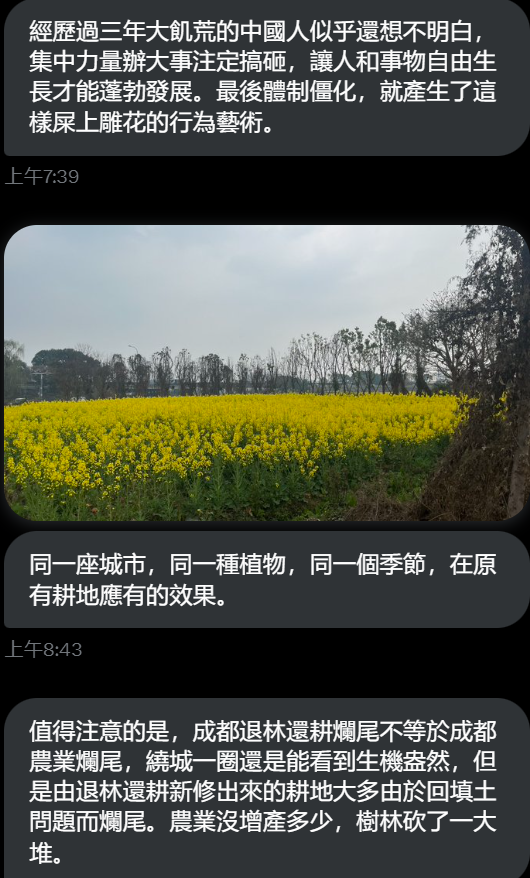 經歷過三年大飢荒的中國人似乎還想不明白，
集中力量辦大事注定搞砸，讓人和事物自由生
長才能蓬勃發展。最後體制僵化，就產生了這
樣屎上雕花的行為藝術。
上午7:39
同一座城市，同一種植物，同一個季節，在原
有耕地應有的效果。
上午8:43
值得注意的是，成都退林還耕爛尾不等於成都
農業爛尾，繞城一圈還是能看到生機盎然，但
是由退林還耕新修出來的耕地大多由於回填土
問題而爛尾。農業沒增產多少，樹林砍了一大
堆。